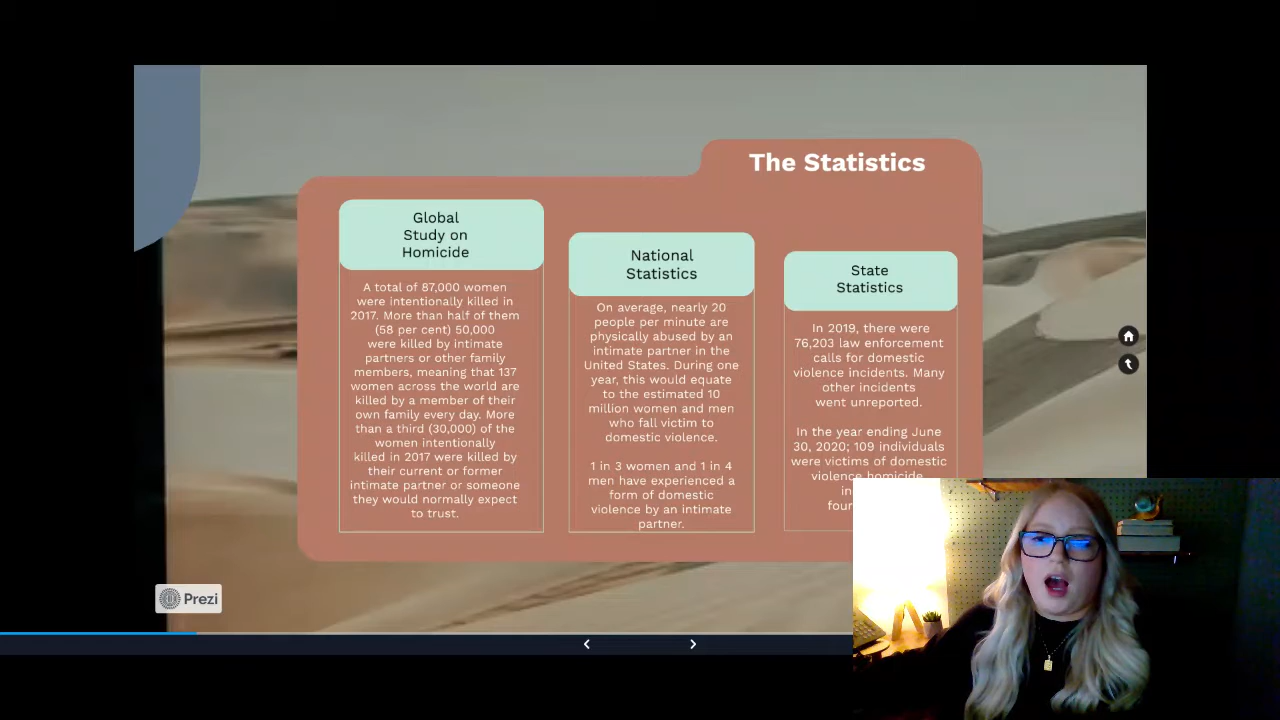 The Statistics
Global
Study on
Homicide
A total of 87,000 women
were intentionally killed in
2017. More than half of them
(58 per cent) 50,000
were killed by intimate
partners or other family
members, meaning that 137
women across the world are
killed by a member of their
own family every day. More
than a third (30,000) of the
women intentionally
killed in 2017 were killed by
their current or former
intimate partner or someone
they would normally expect
to trust.
National
Statistics
On average, nearly 20
people per minute are
physically abused by an
intimate partner in the
United States. During one
year, this would equate
to the estimated 10
million women and men
who fall victim to
domestic violence.
1 in 3 women and 1 in 4
men have experienced a
form of domestic
violence by an intimate
partner.
State
Statistics
In 2019, there were
76,203 law enforcement
calls for domestic
violence incidents. Many
other incidents
went unreported.
In the year ending June
30, 2020; 109 individuals
were victims of domestic
violence homicide
in
four
Prezi